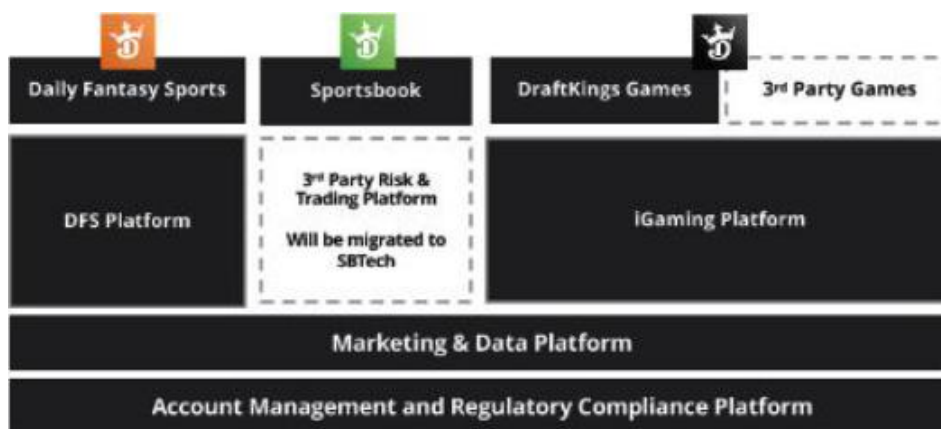 Daily Fantasy Sports
Sportsbook
DraftKings Games
3rd Party Games
DFS Platform
3rd Party Risk &
Trading Platform
Will be migrated to
SBTech
iGaming Platform
Marketing & Data Platform
Account Management and Regulatory Compliance Platform